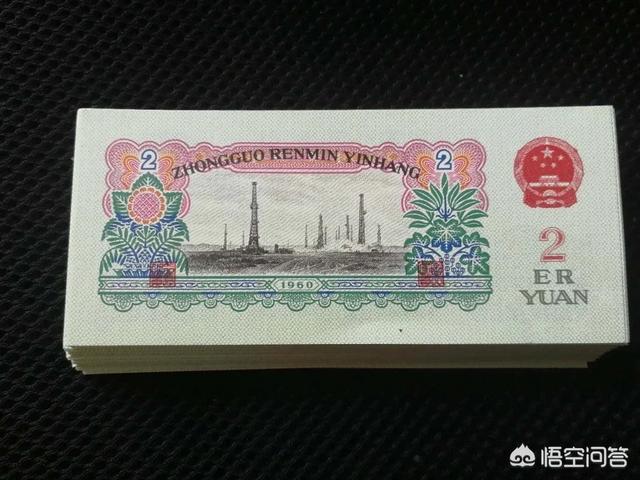 2 ZHONGGUO RENMIN YINHANG 2
2
ER
YUAN
1960
悟空问答